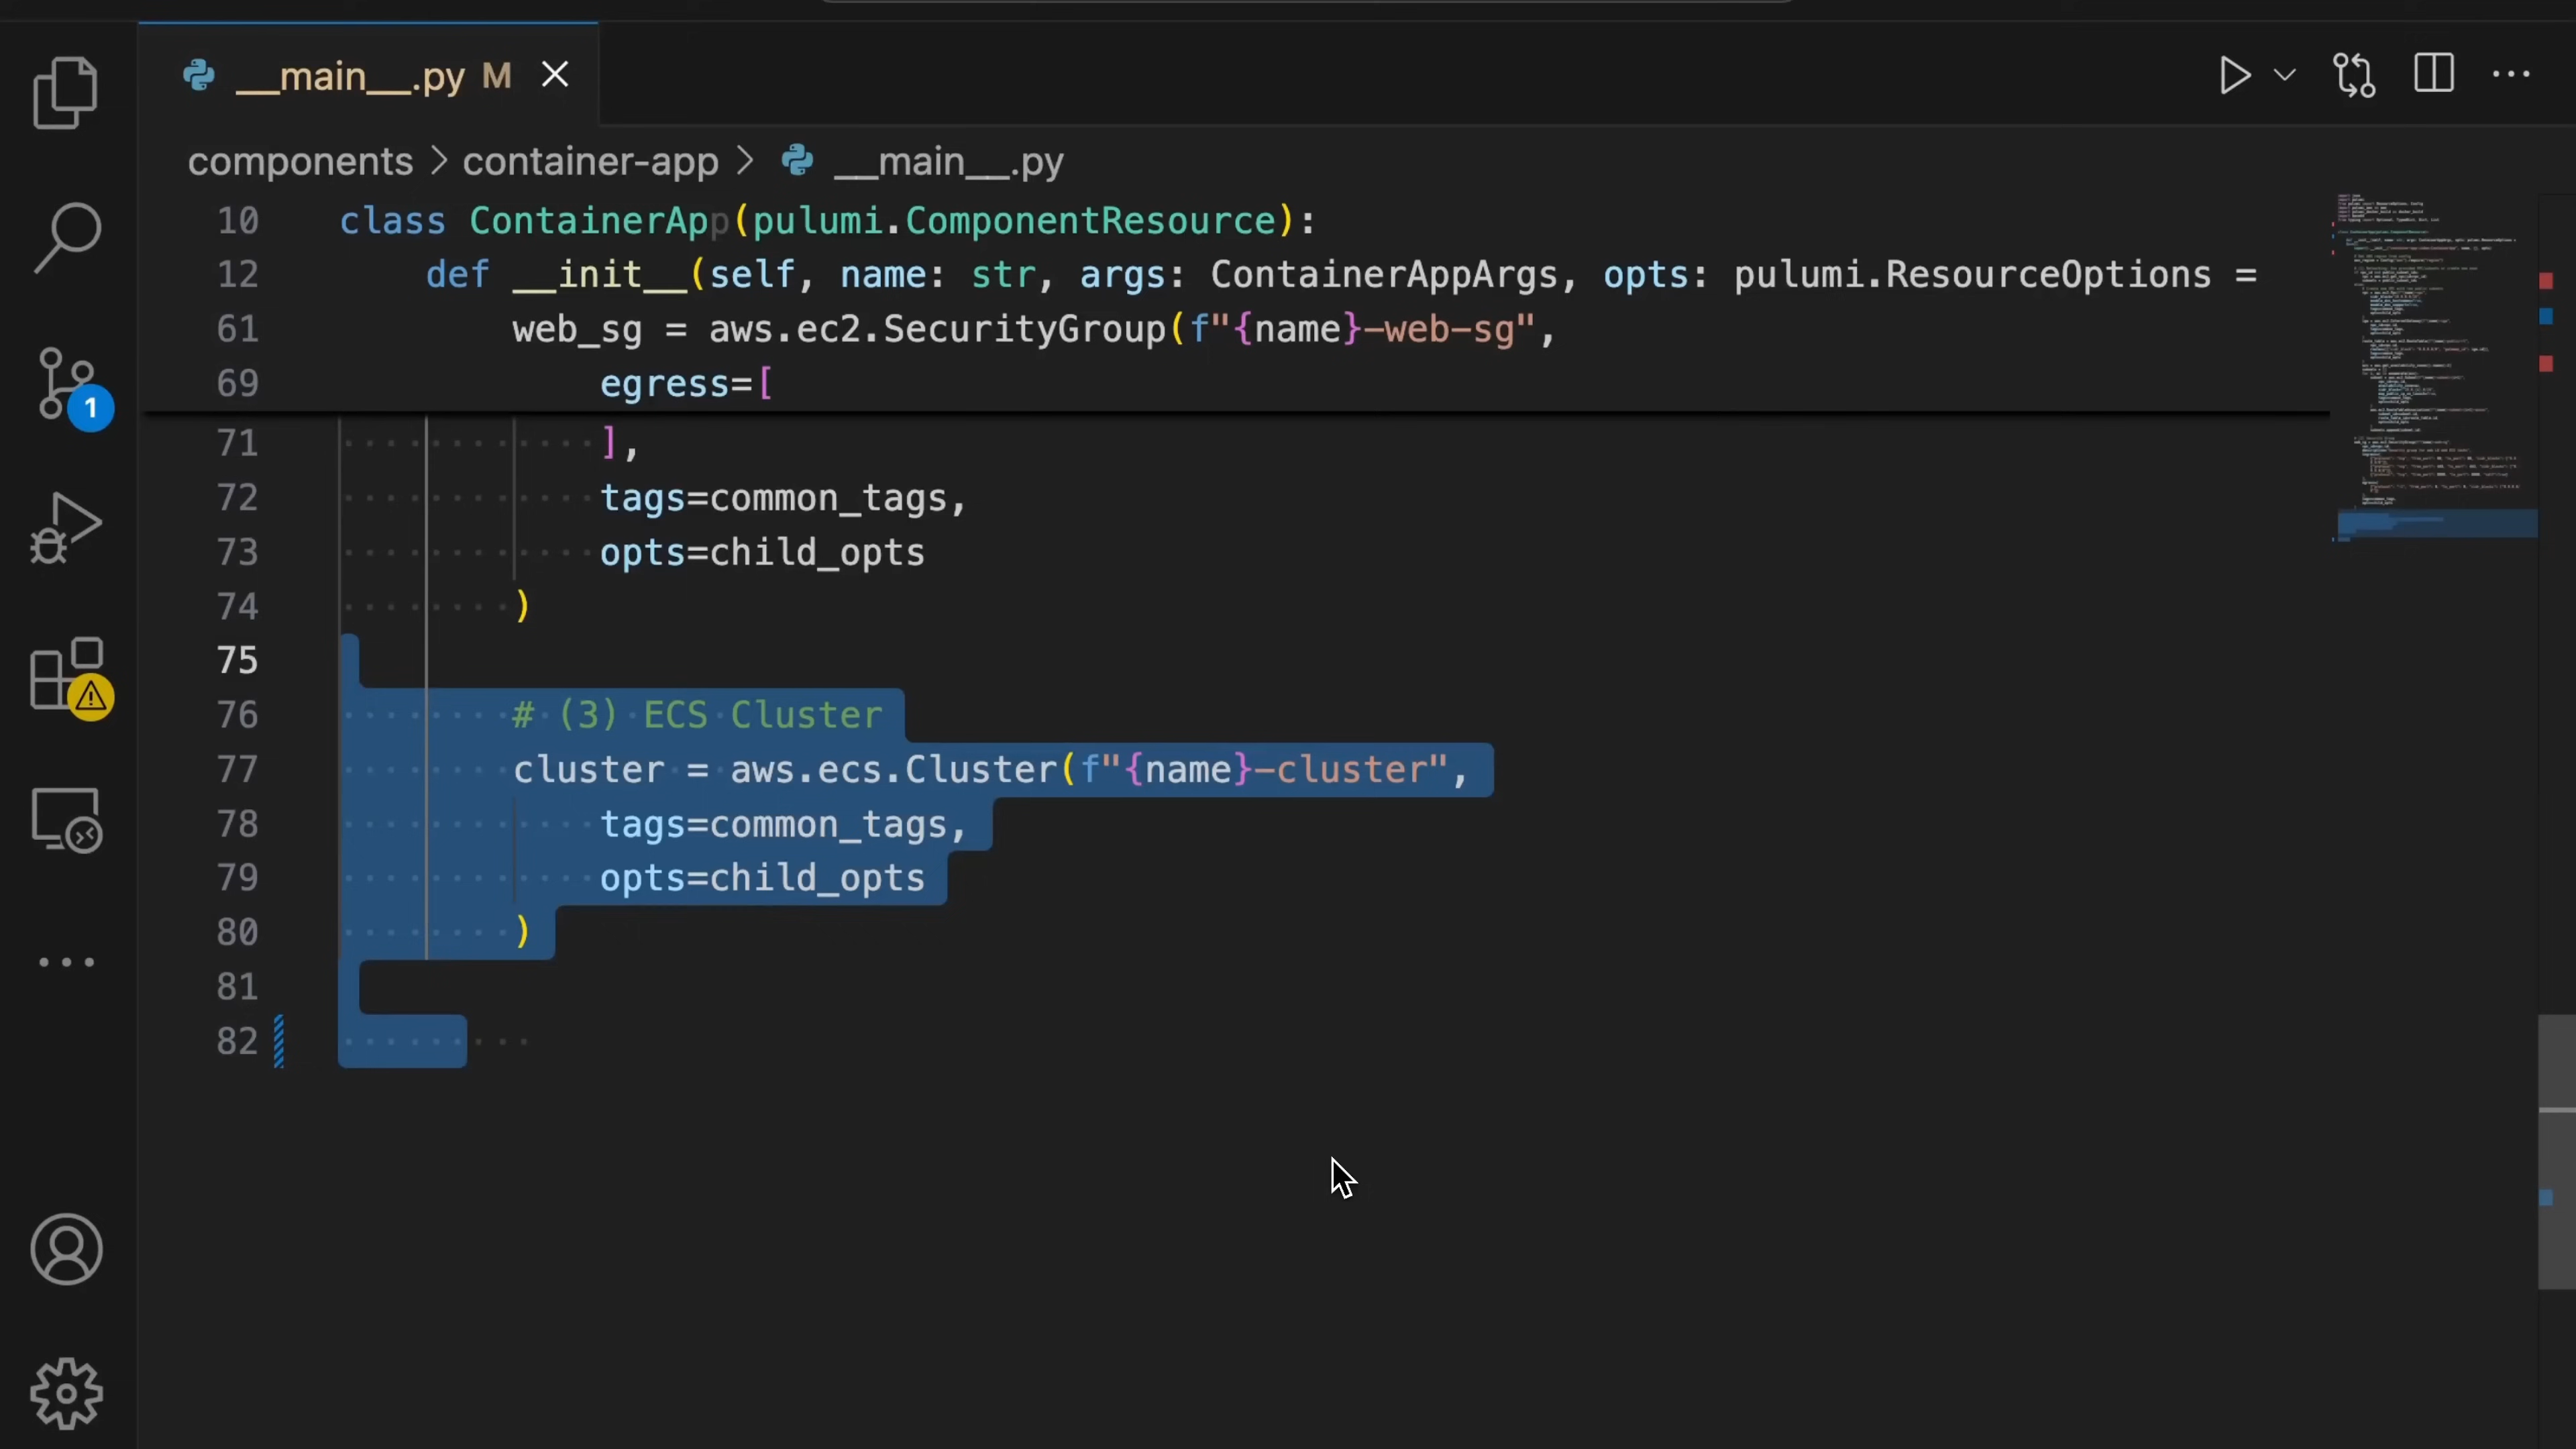 __main__.py M
components > container-app > __main__.py
10 class ContainerApp(pulumi.ComponentResource):
12 def __init__(self, name: str, args: ContainerAppArgs, opts: pulumi.ResourceOptions =
61 web_sg = aws.ec2.SecurityGroup(f"{name}-web-sg",
69 egress=[
71 ],
72 tags=common_tags,
73 opts=child_opts
74 )
75
76 # (3) ECS Cluster
77 cluster = aws.ecs.Cluster(f"{name}-cluster",
78 tags=common_tags,
79 opts=child_opts
80 )
81
82
1